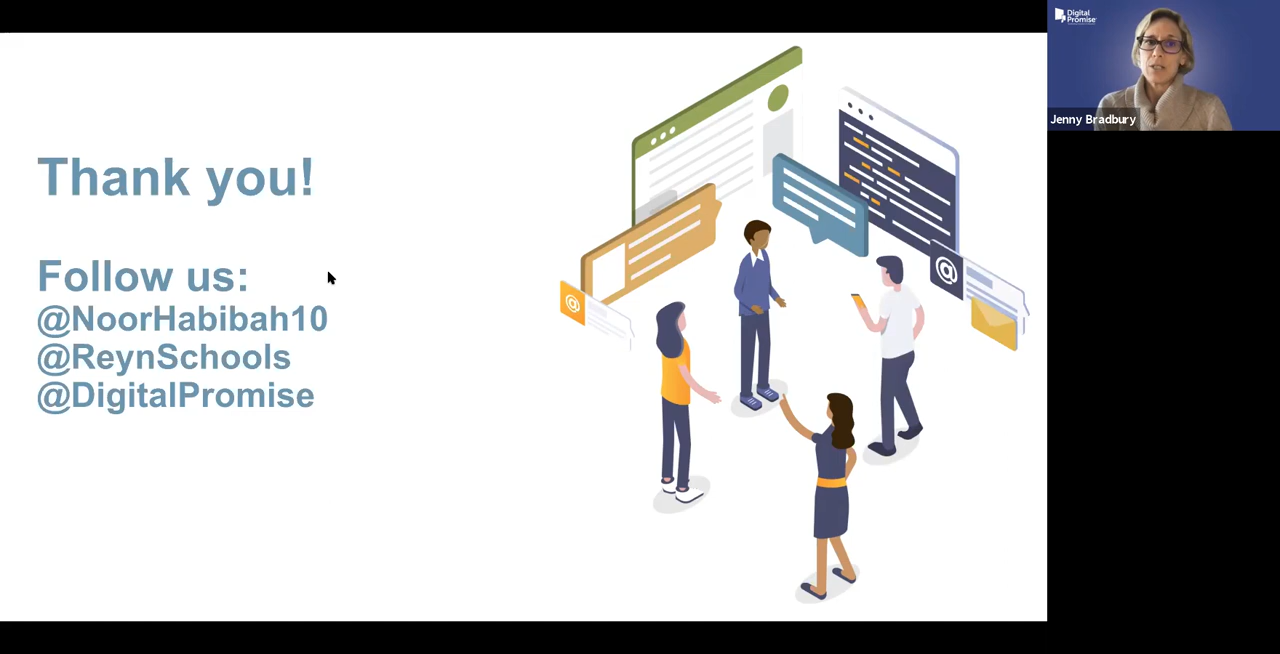 Thank you!
Follow us:
@NoorHabibah10
@ReynSchools
@DigitalPromise
@
@
Digital
Promise
Jenny Bradbury